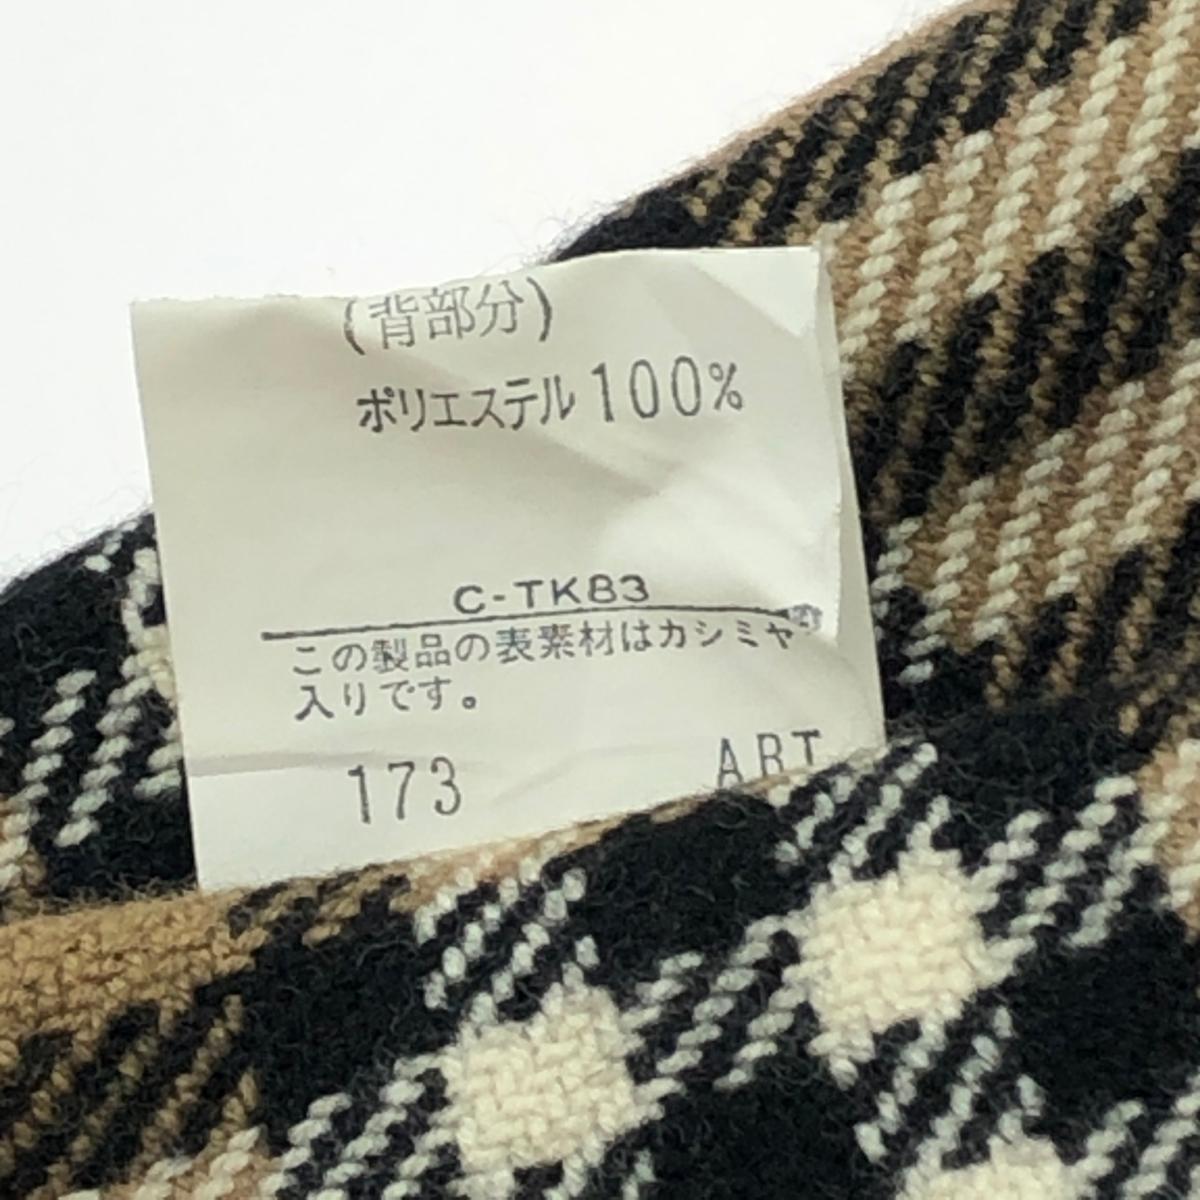 (背部分)
ポリエステル100%
C-TKB3
この製品の表素材はカシミヤ
入りです。
173 ART